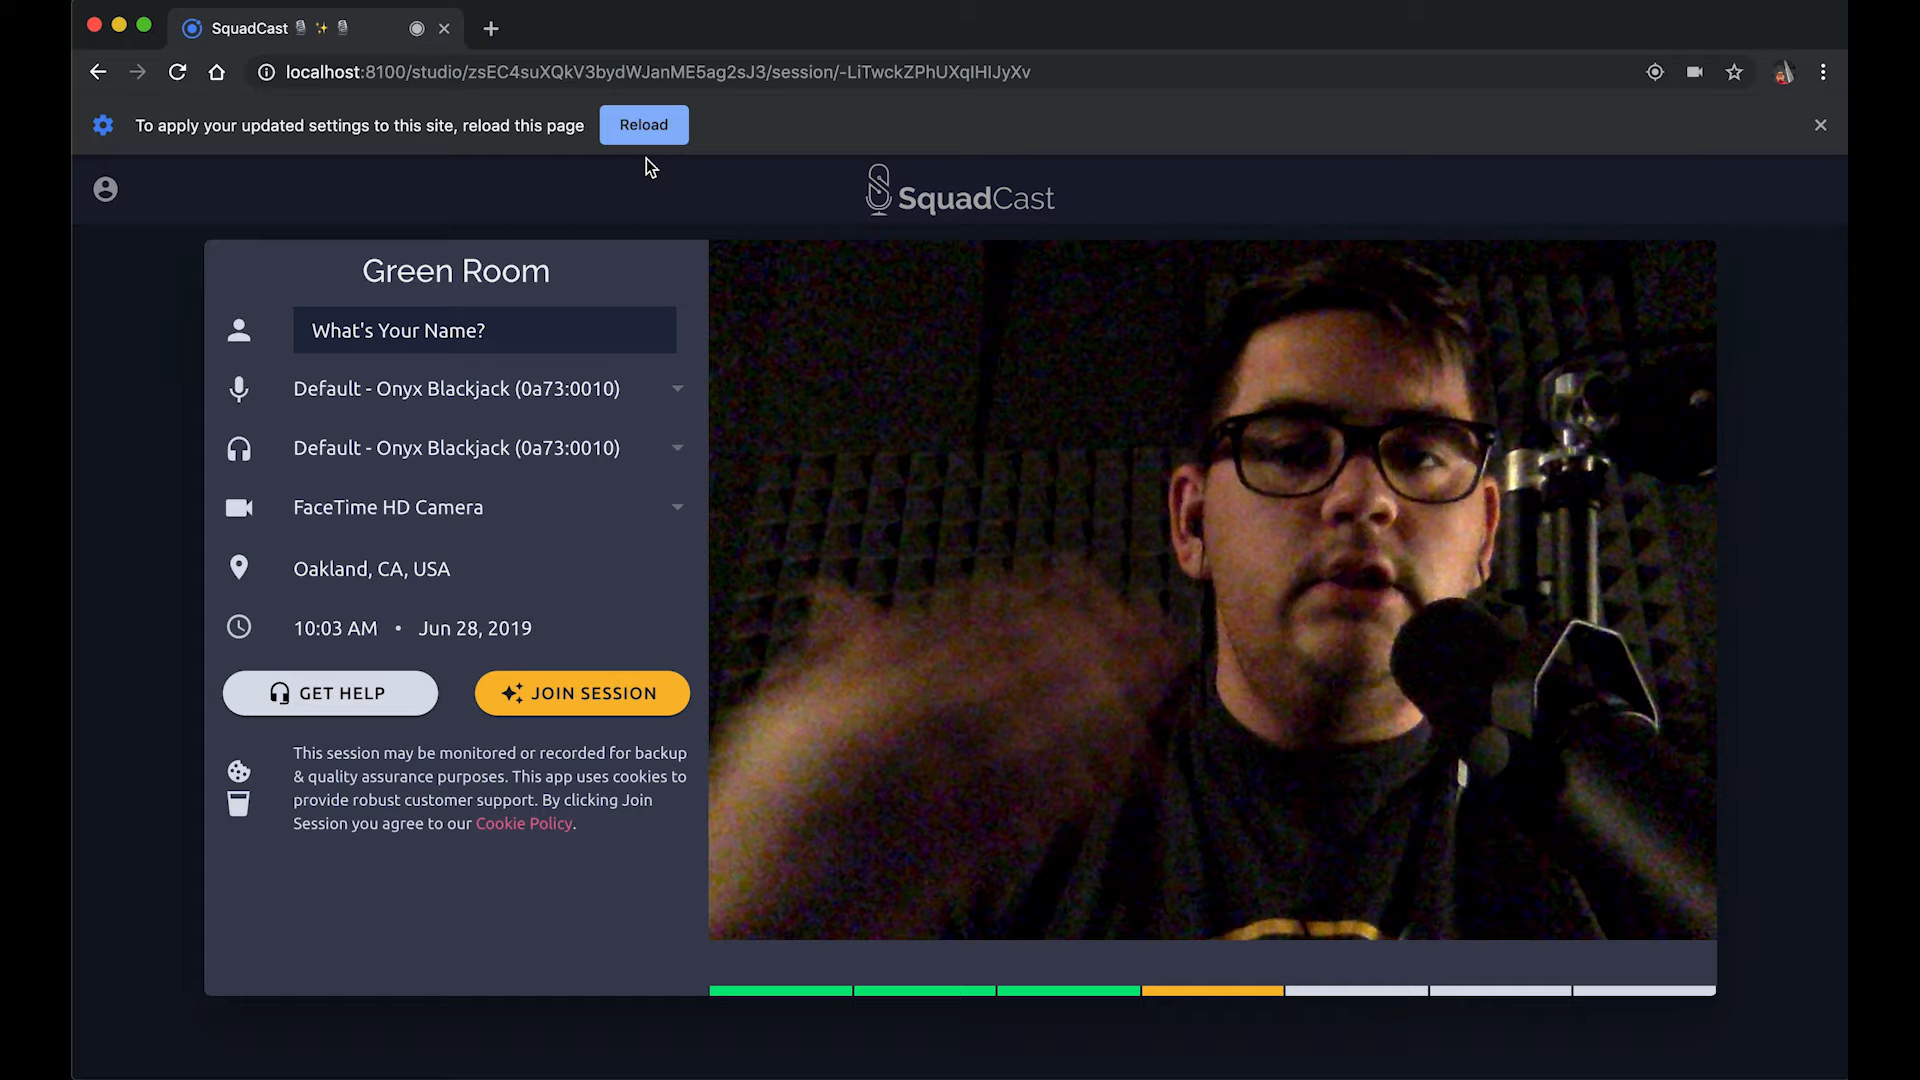 SquadCast 🎙️ ✨ 🎙️
localhost:8100/studio/zsEC4suXQkV3bydWJanME5ag2sJ3/session/-LiTwckZPhUXqIHIJyXv
To apply your updated settings to this site, reload this page
Reload
SquadCast
Green Room
What's Your Name?
Default - Onyx Blackjack (0a73:0010)
Default - Onyx Blackjack (0a73:0010)
FaceTime HD Camera
Oakland, CA, USA
10:03 AM • Jun 28, 2019
GET HELP
JOIN SESSION
This session may be monitored or recorded for backup
& quality assurance purposes. This app uses cookies to
provide robust customer support. By clicking Join
Session you agree to our Cookie Policy.